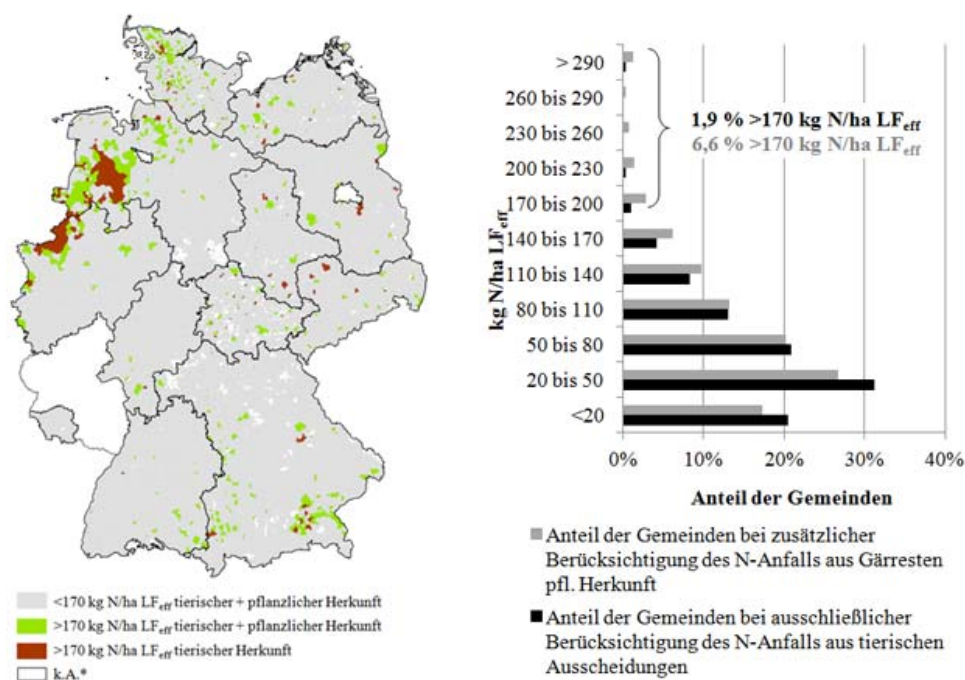 <170 kg N/ha LFeff tierischer + pflanzlicher Herkunft
>170 kg N/ha LFeff tierischer + pflanzlicher Herkunft
>170 kg N/ha LFeff tierischer Herkunft
k.A.*
kg N/ha LFeff
> 290
260 bis 290
230 bis 260
200 bis 230
170 bis 200
140 bis 170
110 bis 140
80 bis 110
50 bis 80
20 bis 50
<20
1,9 % >170 kg N/ha LFeff
6,6 % >170 kg N/ha LFeff
0% 10% 20% 30% 40%
Anteil der Gemeinden
Anteil der Gemeinden bei zusätzlicher
Berücksichtigung des N-Anfalls aus Gärresten
pfl. Herkunft
Anteil der Gemeinden bei ausschließlicher
Berücksichtigung des N-Anfalls aus tierischen
Ausscheidungen